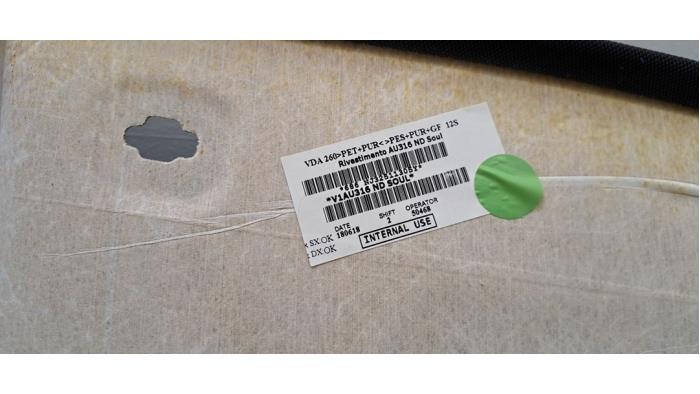 VDA 260>PET+PUR<>PES+PUR+GF 12S
Rivestimento AU316 ND Soul
*V1AU316 ND SOUL*
DATE SHIFT OPERATOR
180618 2 50468
x SX.OK
: DX.OK
INTERNAL USE